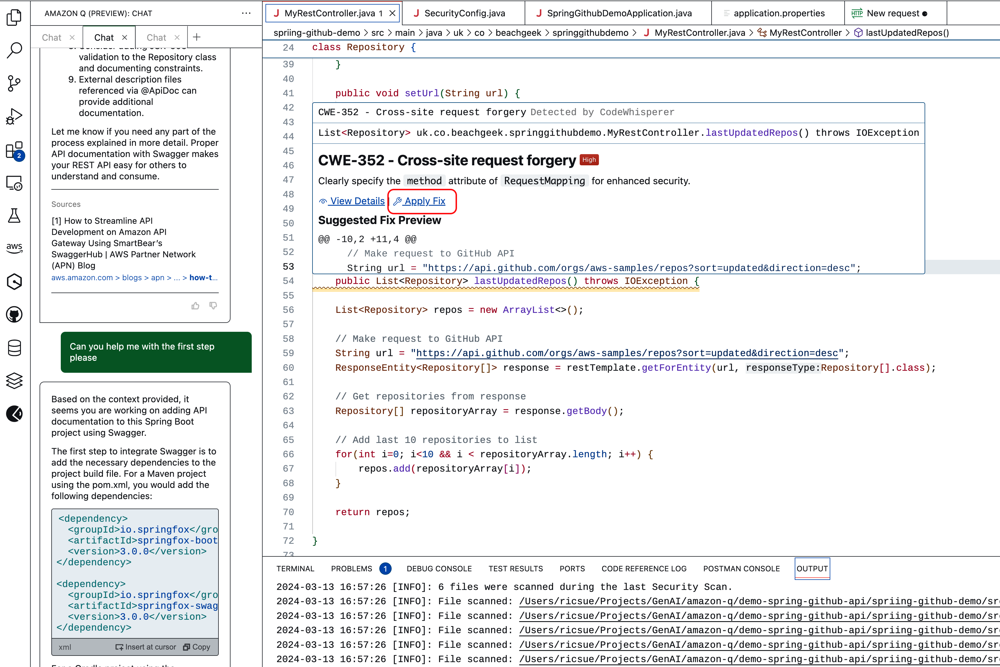 AMAZON Q (PREVIEW): CHAT
Chat
Chat
Chat
validation to the Repository class
and documenting constraints.
9. External description files
referenced via @ApiDoc can
provide additional
documentation.
Let me know if you need any part of the
process explained in more detail. Proper
API documentation with Swagger makes
your REST API easy for others to
understand and consume.
Sources
[1] How to Streamline API
Development on Amazon API
Gateway Using SmartBear's
SwaggerHub | AWS Partner Network
(APN) Blog
aws.amazon.com > blogs > apn > ... > how-t...
Can you help me with the first step
please
Based on the context provided, it
seems you are working on adding API
documentation to this Spring Boot
project using Swagger.
The first step to integrate Swagger is to
add the necessary dependencies to the
project build file. For a Maven project
using the pom.xml, you would add the
following dependencies:
<dependency>
<groupId>io.springfox</gro
<artifactId>springfox-boot
<version>3.0.0</version>
</dependency>
<dependency>
<groupId>io.springfox</gro
<artifactId>springfox-swag
<version>3.0.0</version>
</dependency>
xml Insert at cursor Copy
2
aws
MyRestController.java 1
SecurityConfig.java
SpringGithubDemoApplication.java
application.properties
HTTP New request
spriing-github-demo > src > main > java > uk > co > beachgeek > springgithubdemo > J MyRestController.java > MyRestController > lastUpdatedRepos()
24 class Repository {
39 }
40
41 public void setUrl(String url) {
42
43
44
45
46
47
48
49
50
51
52
53
CWE-352 - Cross-site request forgery Detected by CodeWhisperer
List<Repository> uk.co.beachgeek.springgithubdemo.MyRestController.lastUpdatedRepos() throws IOException
CWE-352 - Cross-site request forgery High
Clearly specify the method attribute of RequestMapping for enhanced security.
View Details | Apply Fix
Suggested Fix Preview
@@ -10,2 +11,4 @@
// Make request to GitHub API
String url = "https://api.github.com/orgs/aws-samples/repos?sort=updated&direction=desc";
54 public List<Repository> lastUpdatedRepos() throws IOException {
55
56 List<Repository> repos = new ArrayList<>();
57
58 // Make request to GitHub API
59 String url = "https://api.github.com/orgs/aws-samples/repos?sort=updated&direction=desc";
60 ResponseEntity<Repository[]> response = restTemplate.getForEntity(url, responseType:Repository[].class);
61
62 // Get repositories from response
63 Repository[] repositoryArray = response.getBody();
64
65 // Add last 10 repositories to list
66 for(int i=0; i<10 && i < repositoryArray.length; i++) {
67 repos.add(repositoryArray[i]);
68 }
69
70 return repos;
71
72 }
73
TERMINAL PROBLEMS 1 DEBUG CONSOLE TEST RESULTS PORTS CODE REFERENCE LOG POSTMAN CONSOLE OUTPUT
2024-03-13 16:57:26 [INFO]: 6 files were scanned during the last Security Scan.
2024-03-13 16:57:26 [INFO]: File scanned: /Users/ricsue/Projects/GenAI/amazon-q/demo-spring-github-api/spriing-github-demo/src
2024-03-13 16:57:26 [INFO]: File scanned: /Users/ricsue/Projects/GenAI/amazon-q/demo-spring-github-api/spriing-github-demo/src
2024-03-13 16:57:26 [INFO]: File scanned: /Users/ricsue/Projects/GenAI/amazon-q/demo-spring-github-api/spriing-github-demo/src
2024-03-13 16:57:26 [INFO]: File scanned: /Users/ricsue/Projects/GenAI/amazon-q/demo-spring-github-api/spriing-github-demo/src
2024-03-13 16:57:26 [INFO]: File scanned: /Users/ricsue/Projects/GenAI/amazon-q/demo-spring-github-api/spriing-github-demo/src